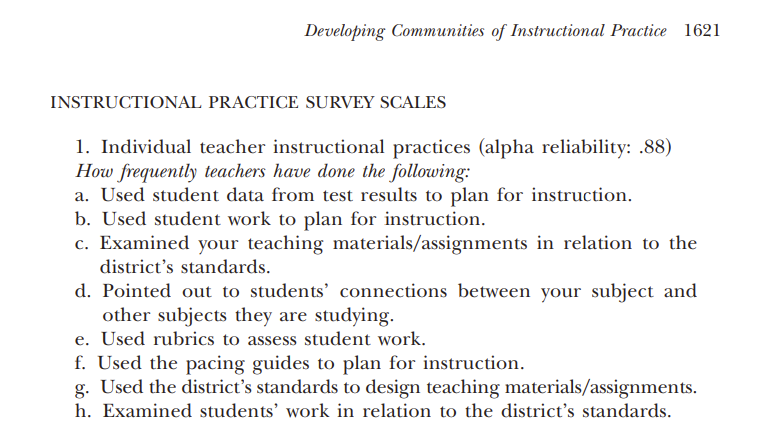 Developing Communities of Instructional Practice 1621
INSTRUCTIONAL PRACTICE SURVEY SCALES
1. Individual teacher instructional practices (alpha reliability: .88)
How frequently teachers have done the following:
a. Used student data from test results to plan for instruction.
b. Used student work to plan for instruction.
c. Examined your teaching materials/assignments in relation to the
district’s standards.
d. Pointed out to students’ connections between your subject and
other subjects they are studying.
e. Used rubrics to assess student work.
f. Used the pacing guides to plan for instruction.
g. Used the district’s standards to design teaching materials/assignments.
h. Examined students’ work in relation to the district’s standards.